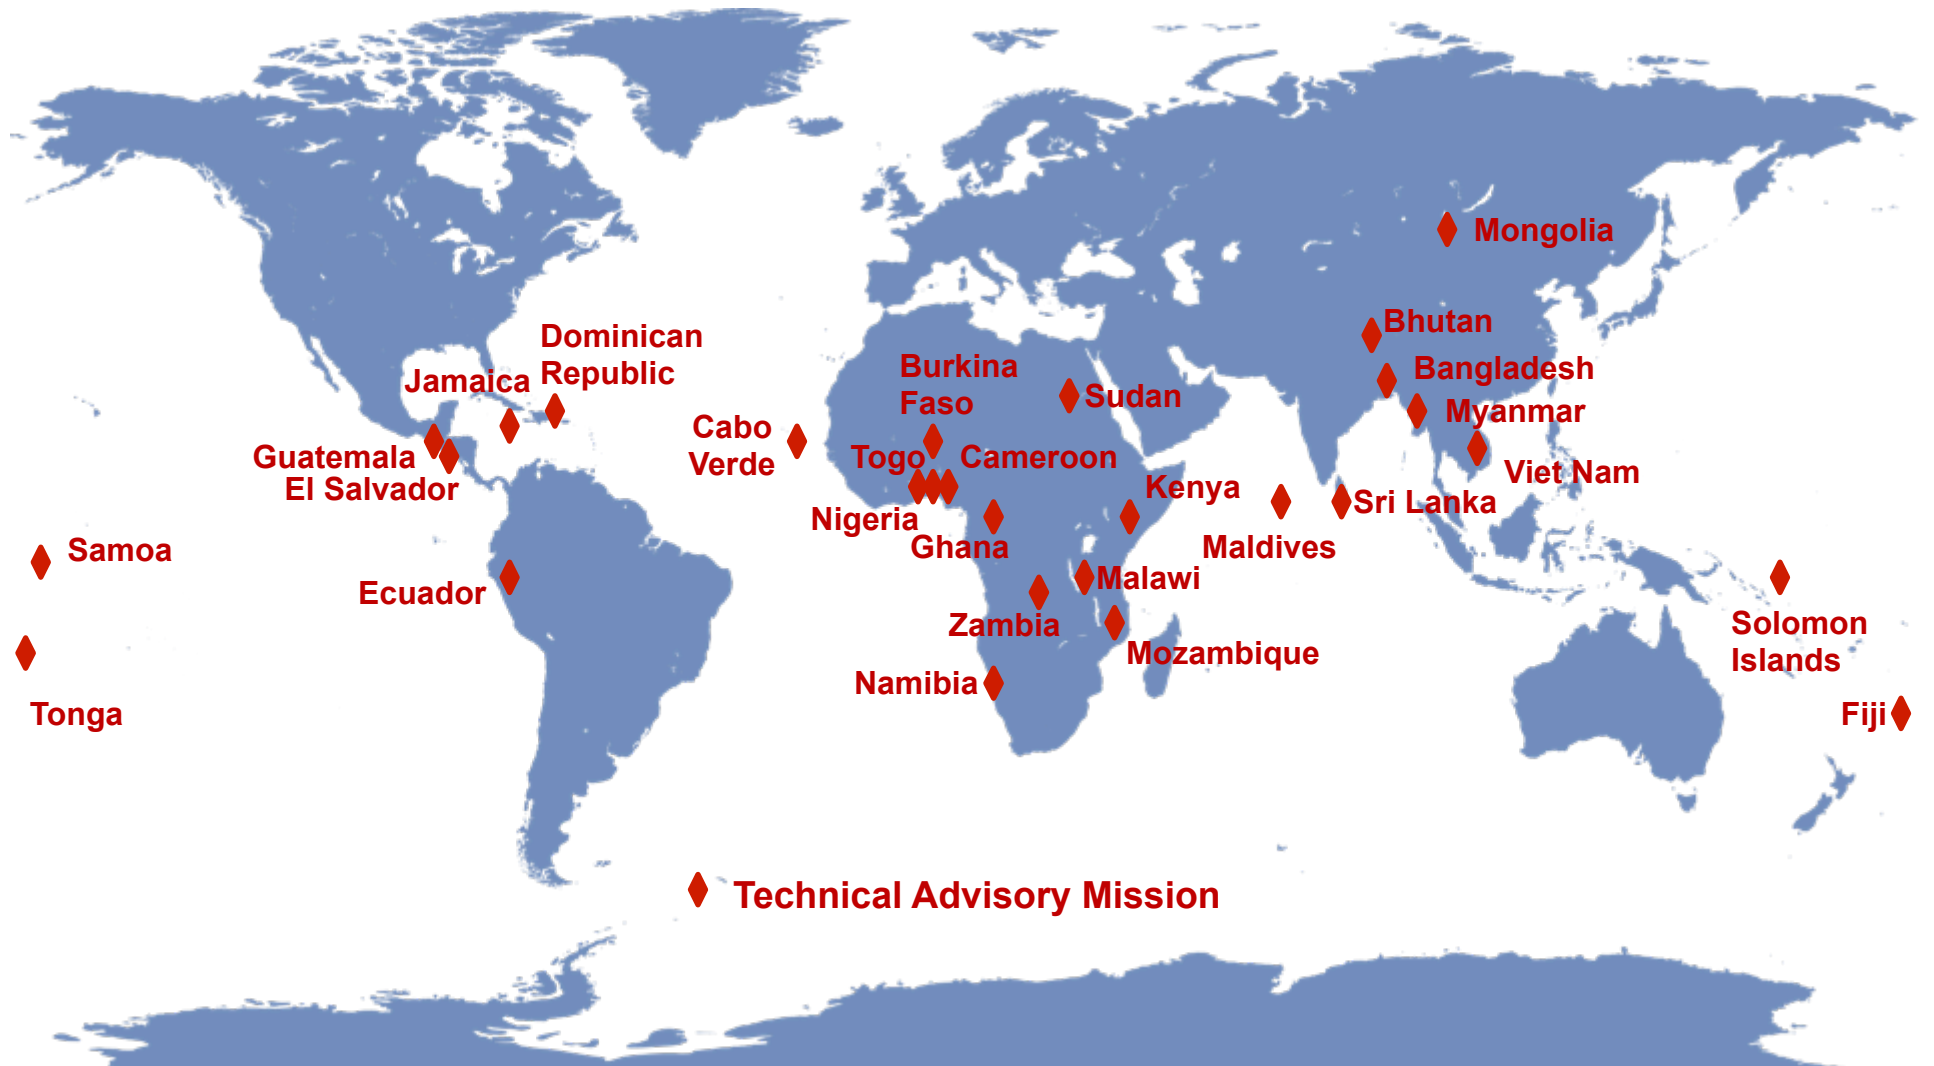 Mongolia
Bhutan
Dominican
Republic
Burkina
Faso
Bangladesh
Jamaica
Sudan
Myanmar
Cabo
Verde
Guatemala
Togo
Cameroon
Viet Nam
El Salvador
Kenya
Sri Lanka
Nigeria
Ghana
Maldives
Samoa
Ecuador
Malawi
Zambia
Solomon
Islands
Mozambique
Namibia
Tonga
Fiji
Technical Advisory Mission